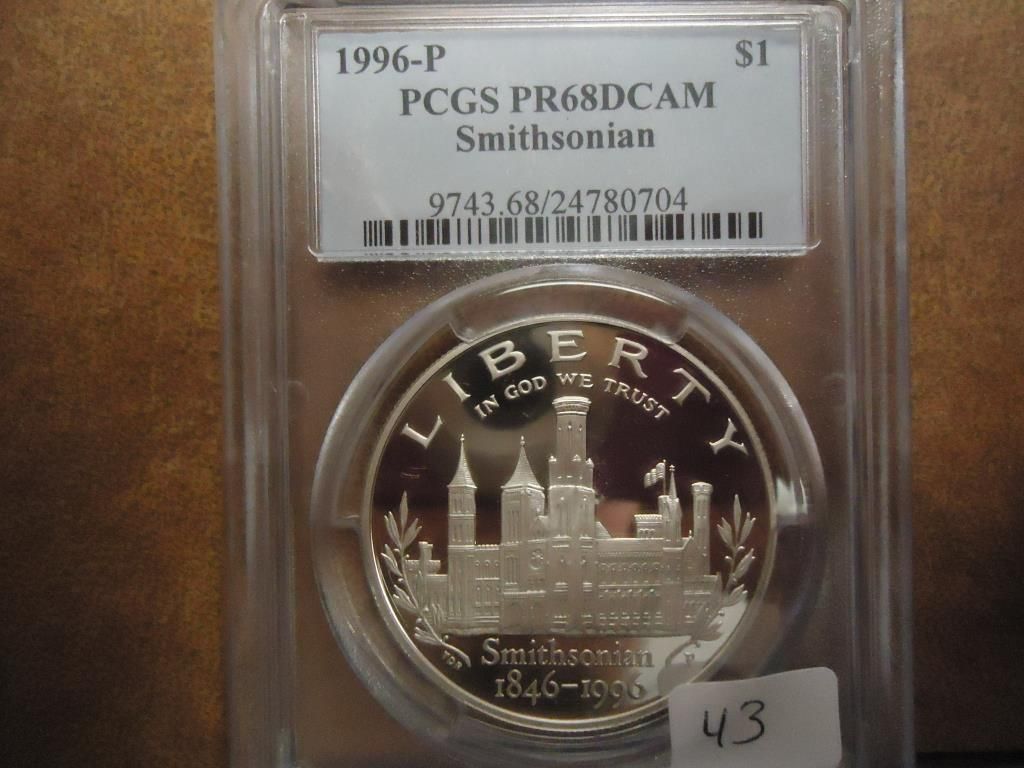 1996-P $1
PCGS PR68DCAM
Smithsonian
9743.68/24780704
LIBERTY
IN GOD WE TRUST
Smithsonian
1846-1996
P
43